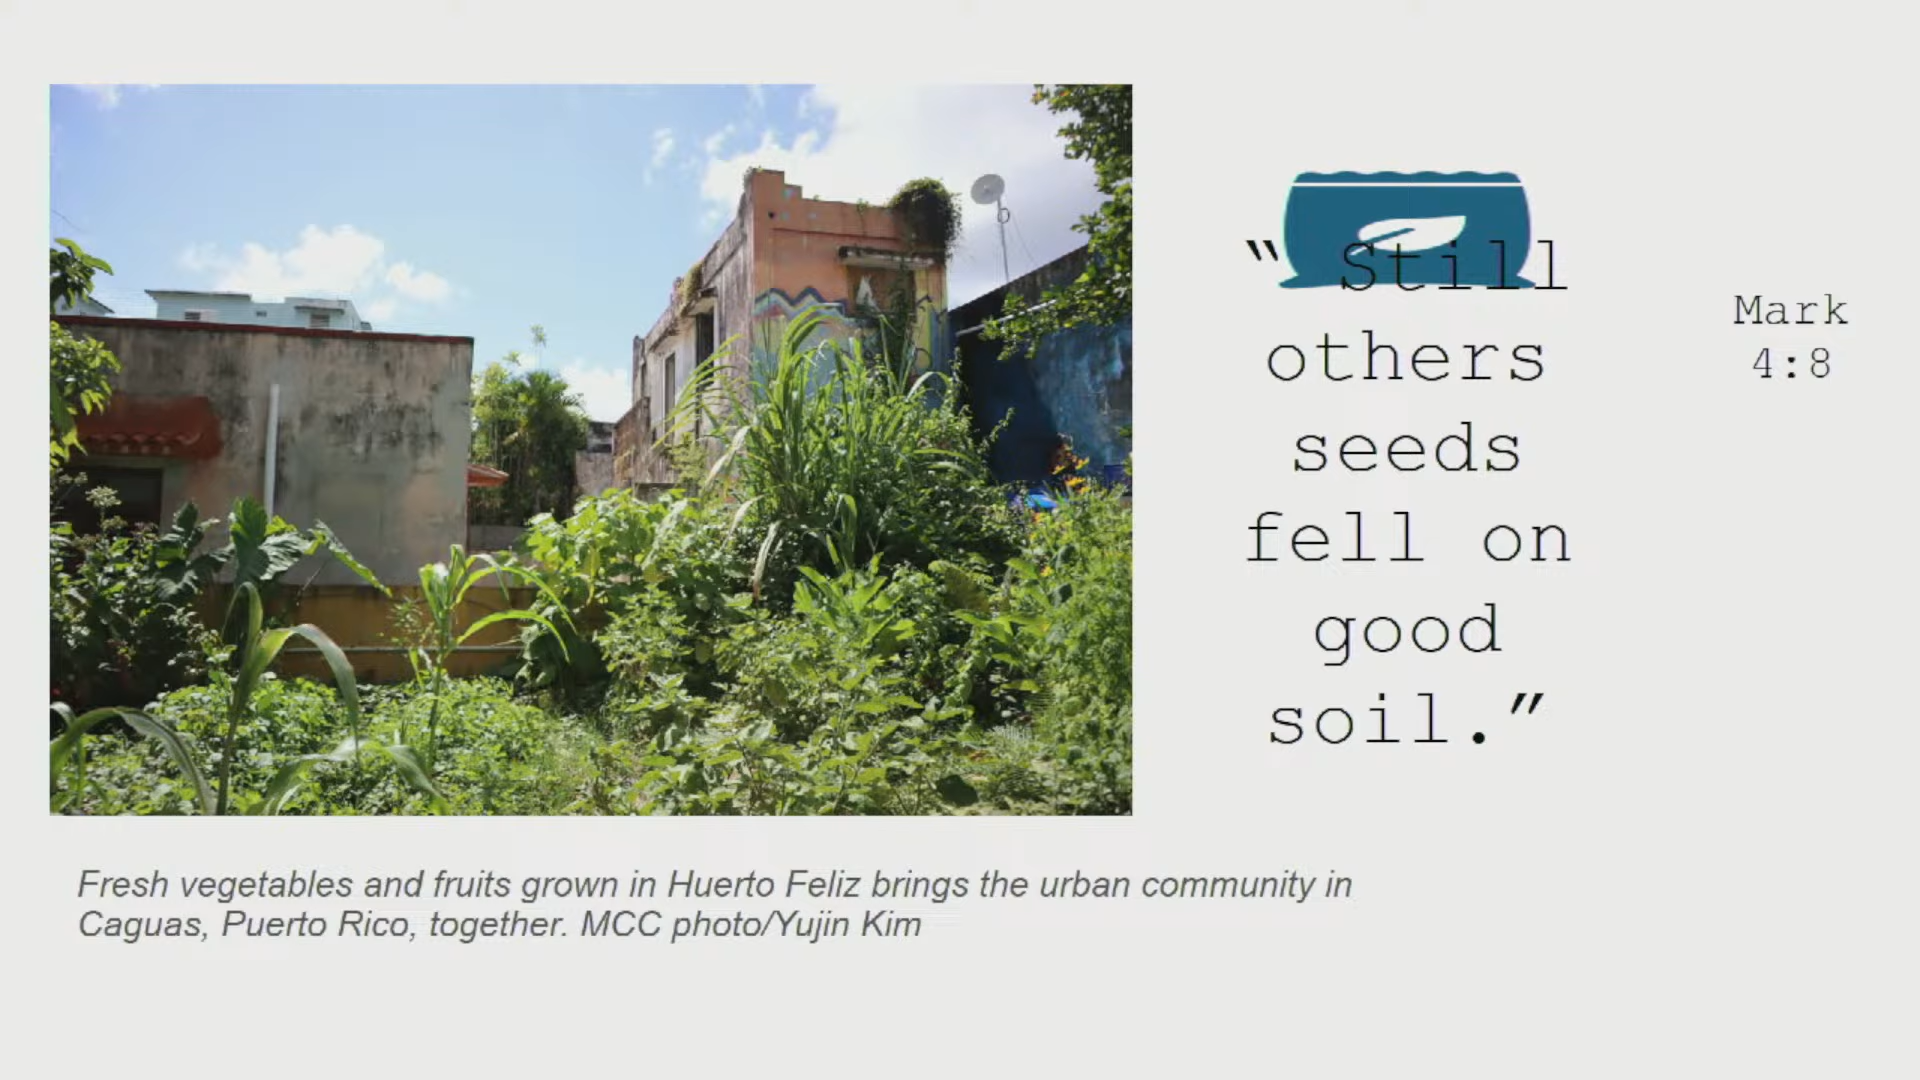 “ Still
others
seeds
fell on
good
soil.”
Mark
4:8
Fresh vegetables and fruits grown in Huerto Feliz brings the urban community in
Caguas, Puerto Rico, together. MCC photo/Yujin Kim